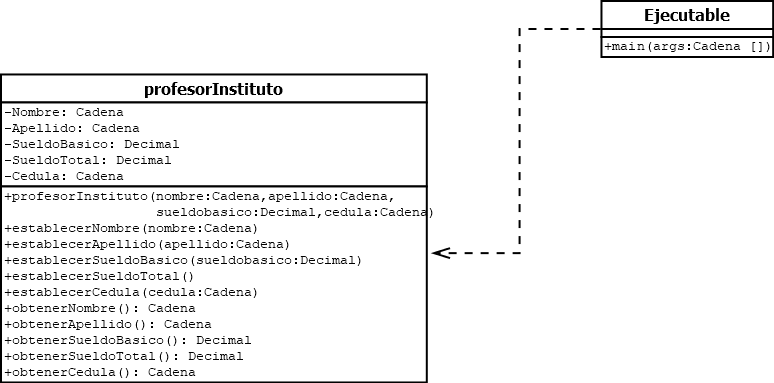 Ejecutable
+main(args:Cadena [])
profesorInstituto
-Nombre: Cadena
-Apellido: Cadena
-SueldoBasico: Decimal
-SueldoTotal: Decimal
-Cedula: Cadena
+profesorInstituto(nombre:Cadena,apellido:Cadena,
sueldobasico:Decimal,cedula:Cadena)
+establecerNombre(nombre:Cadena)
+establecerApellido(apellido:Cadena)
+establecerSueldoBasico(sueldobasico:Decimal)
+establecerSueldoTotal()
+establecerCedula(cedula:Cadena)
+obtenerNombre(): Cadena
+obtenerApellido(): Cadena
+obtenerSueldoBasico(): Decimal
+obtenerSueldoTotal(): Decimal
+obtenerCedula(): Cadena